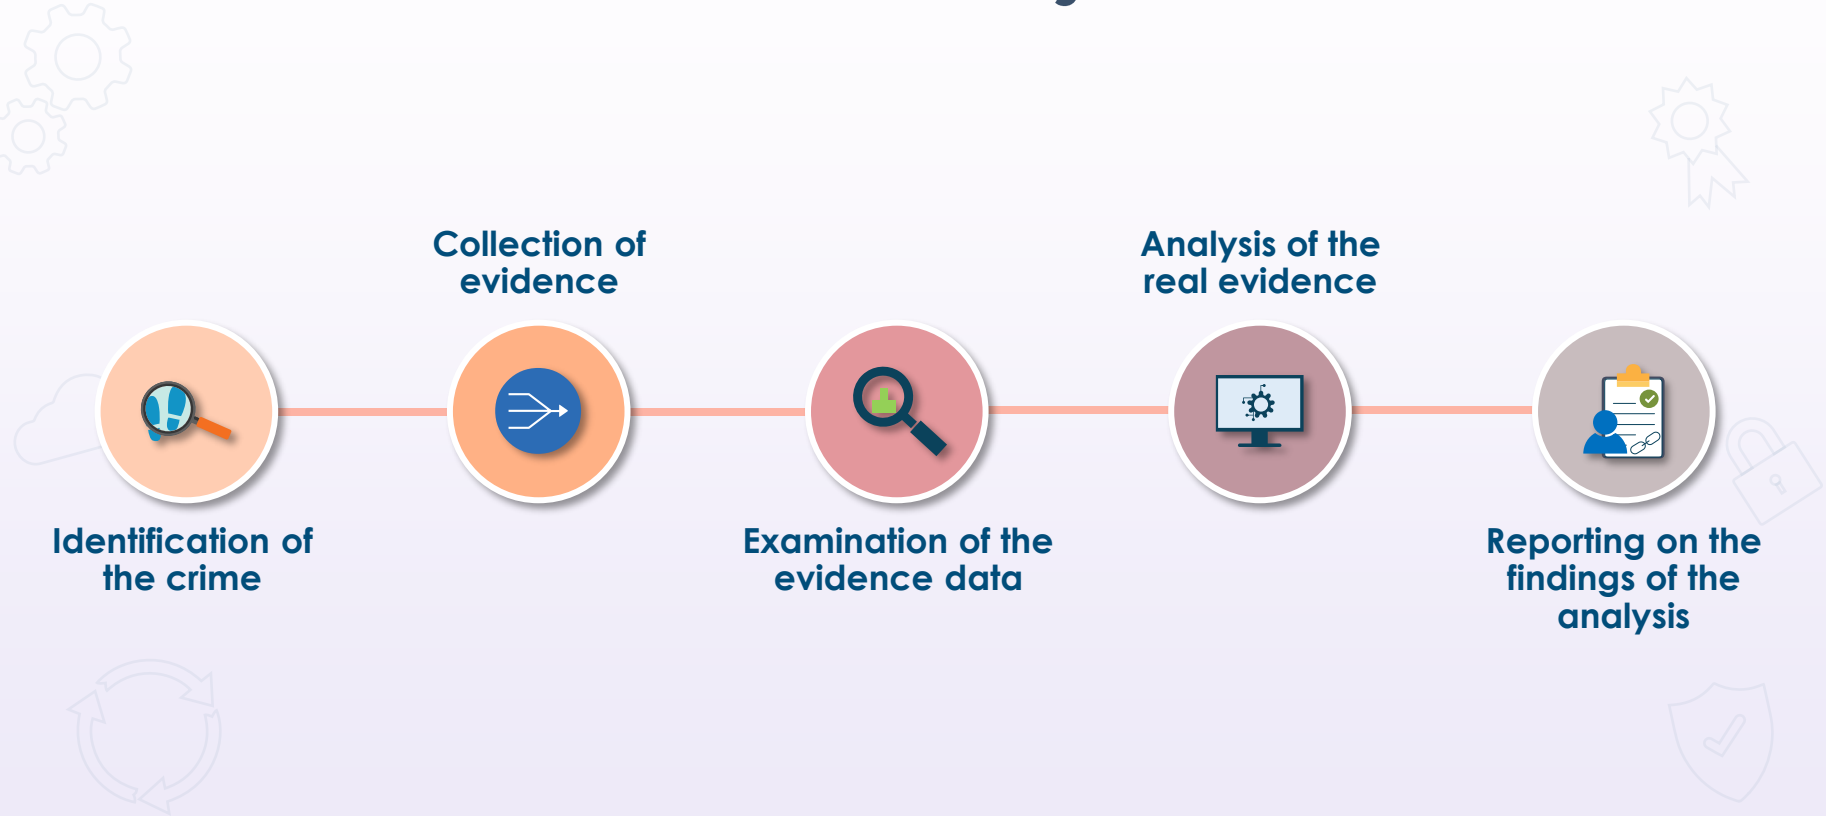 Identification of
the crime
Collection of
evidence
Examination of the
evidence data
Analysis of the
real evidence
Reporting on the
findings of the
analysis